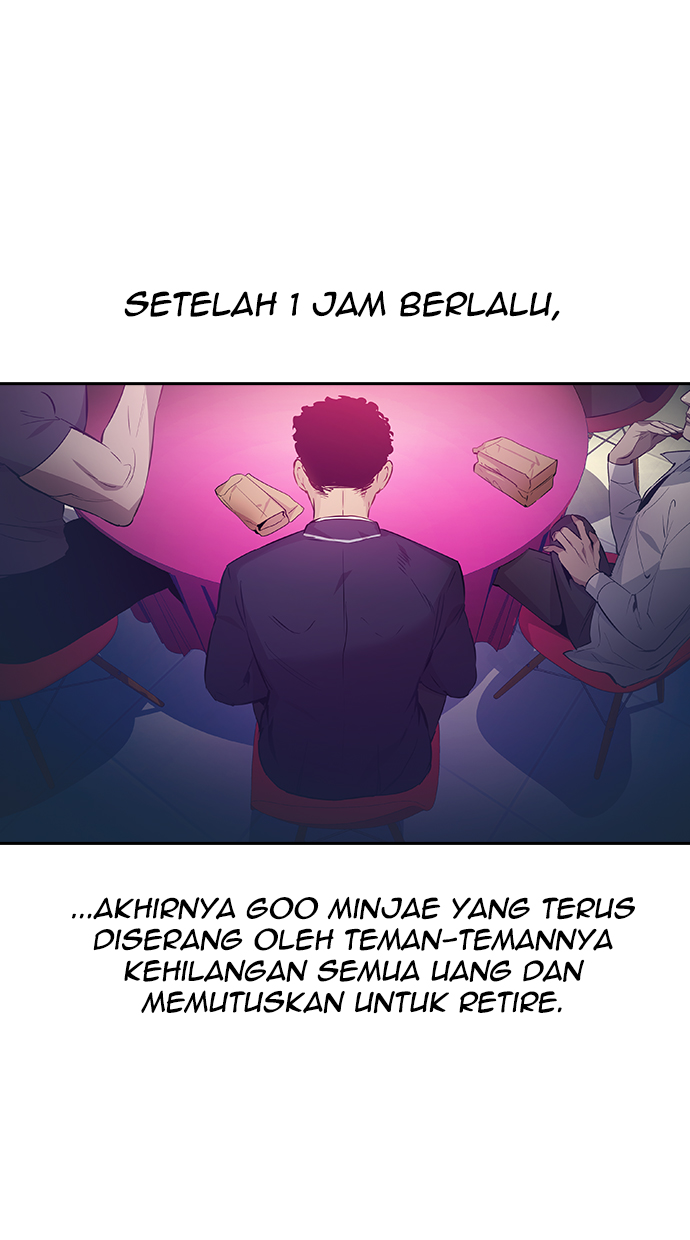 SETELAH 1 JAM BERLALU,
...AKHIRNYA GOO MINJAE YANG TERUS
DISERANG OLEH TEMAN-TEMANNYA
KEHILANGAN SEMUA UANG DAN
MEMUTUSKAN UNTUK RETIRE.